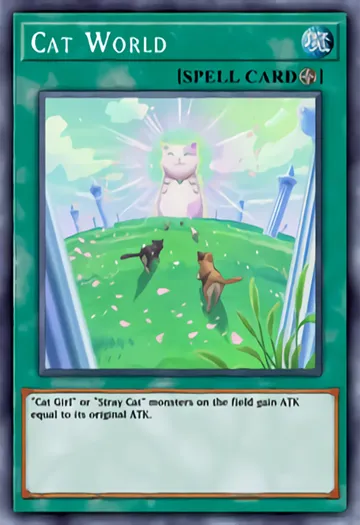 Cat World
[SPELL CARD]
"Cat Girl" or "Stray Cat" monsters on the field gain ATK
equal to its original ATK.